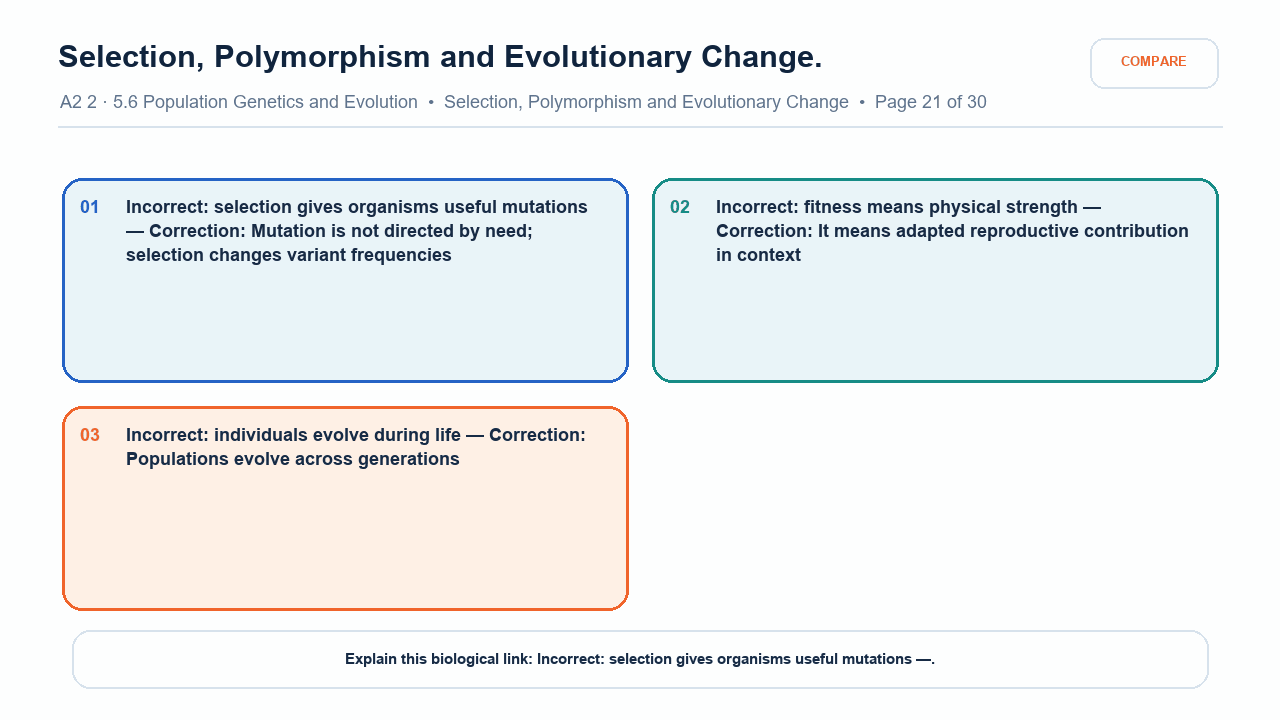 Selection, Polymorphism and Evolutionary Change.
COMPARE
A2 2 · 5.6 Population Genetics and Evolution • Selection, Polymorphism and Evolutionary Change • Page 21 of 30
01
Incorrect: selection gives organisms useful mutations
— Correction: Mutation is not directed by need;
selection changes variant frequencies
02
Incorrect: fitness means physical strength —
Correction: It means adapted reproductive contribution
in context
03
Incorrect: individuals evolve during life — Correction:
Populations evolve across generations
Explain this biological link: Incorrect: selection gives organisms useful mutations —.